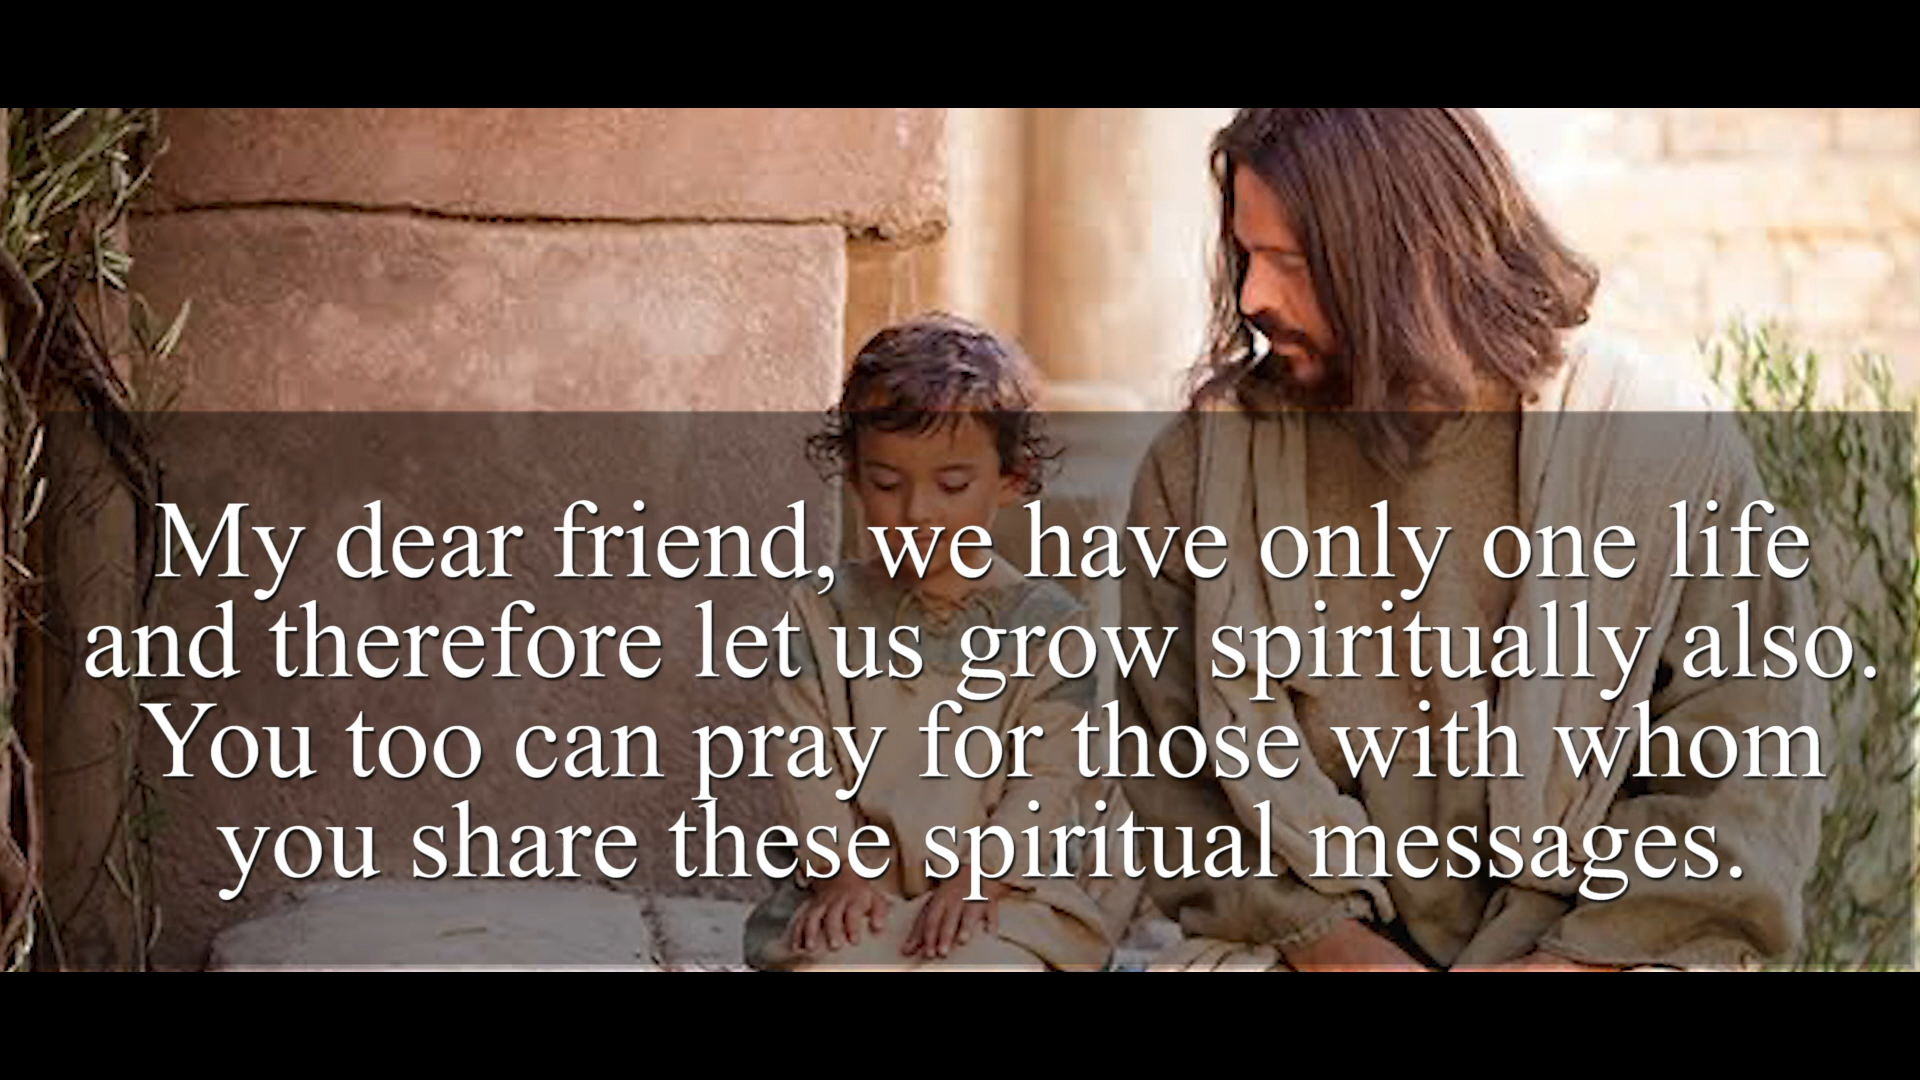 My dear friend, we have only one life
and therefore let us grow spiritually also.
You too can pray for those with whom
you share these spiritual messages.